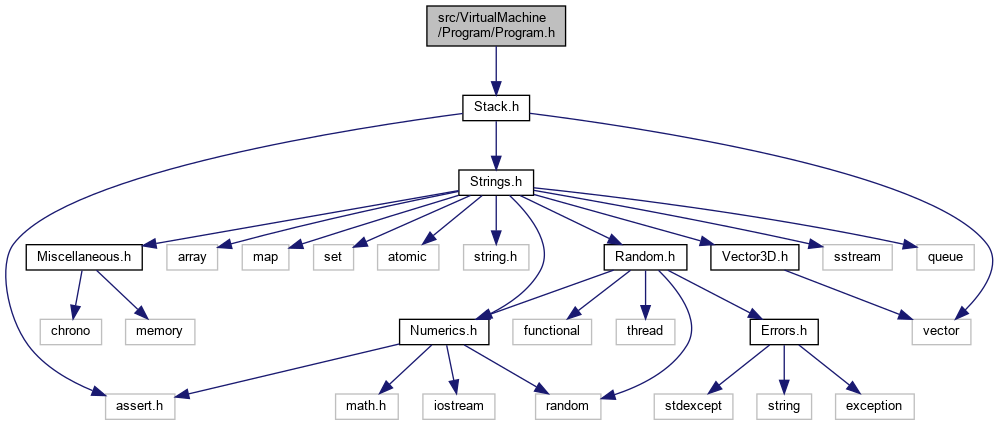 src/VirtualMachine
/Program/Program.h
Stack.h
Strings.h
Miscellaneous.h
array
map
set
atomic
string.h
Random.h
Vector3D.h
sstream
queue
chrono
memory
Numerics.h
functional
thread
Errors.h
vector
assert.h
math.h
iostream
random
stdexcept
string
exception